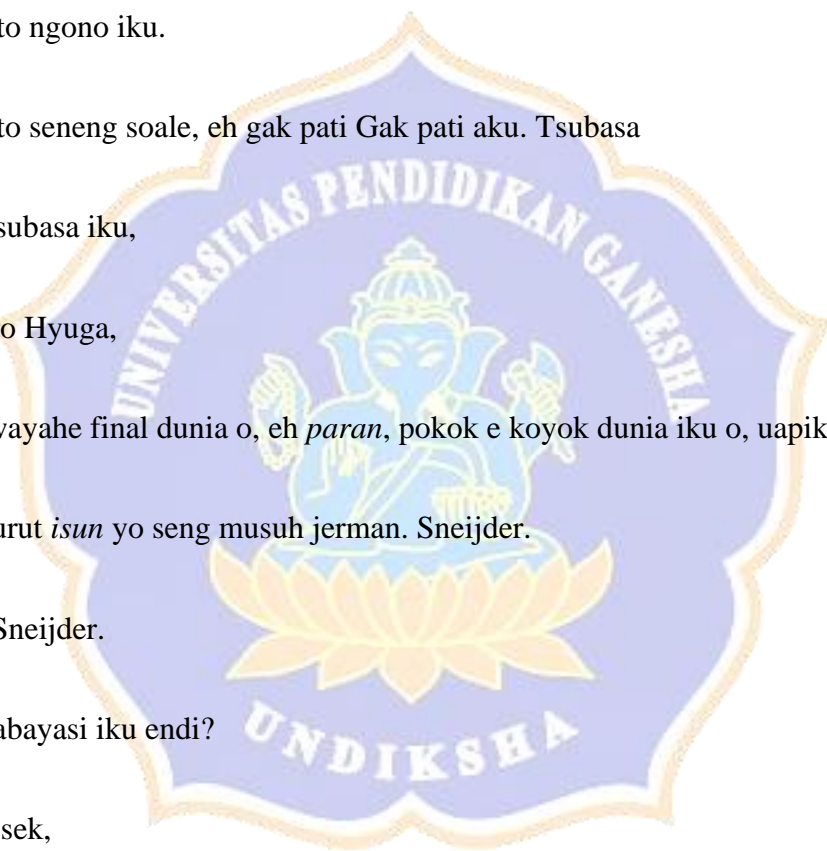 to ngono iku.
to seneng soale, eh gak pati Gak pati aku. Tsubasa
subasa iku,
o Hyuga,
wayahe final dunia o, eh paran, pokok e koyok dunia iku o, uapik
urut isun yo seng musuh jerman. Sneijder.
Sneijder.
abayasi iku endi?
sek,
UNIVERSITAS PENDIDIKAN GANESHA
UNDIKSHA